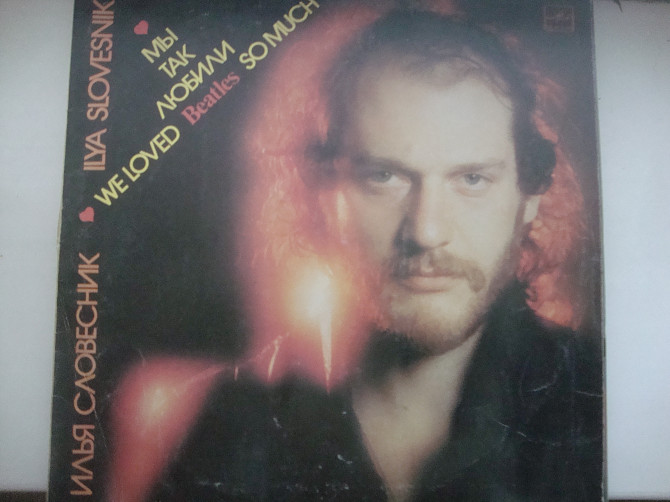 ИЛЬЯ СЛОВЕСНИК ♥ ILYA SLOVESNIK ♥
МЫ
ТАК
ЛЮБИЛИ
WE LOVED Beatles SO MUCH